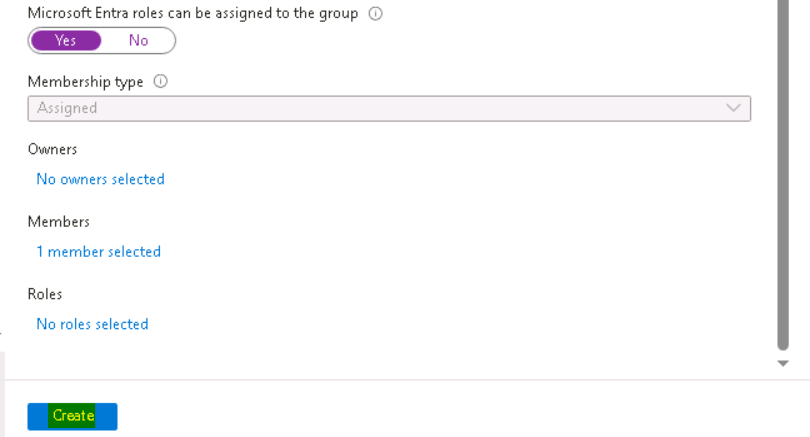 Microsoft Entra roles can be assigned to the group
Yes No
Membership type
Assigned
Owners
No owners selected
Members
1 member selected
Roles
No roles selected
Create